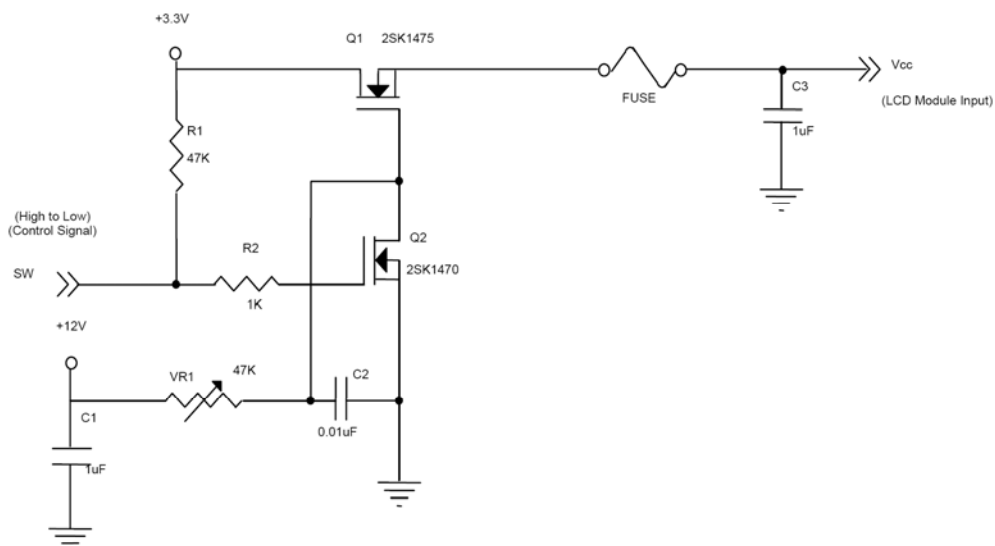 +3.3V
Q1 2SK1475
Vcc
FUSE
C3
(LCD Module Input)
R1
47K
1uF
(High to Low)
(Control Signal)
R2
Q2
SW
2SK1470
1K
+12V
VR1
47K
C2
C1
0.01uF
1uF